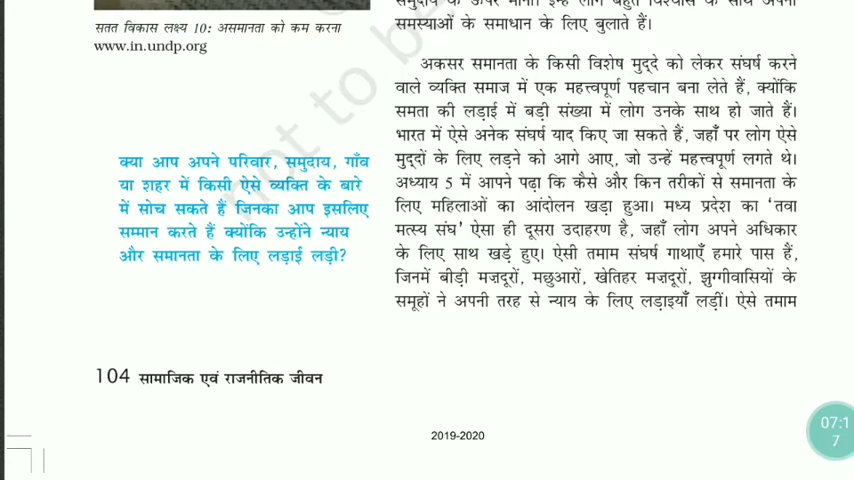 सतत विकास लक्ष्य 10: असमानता को कम करना
www.in.undp.org
क्या आप अपने परिवार, समुदाय, गाँव
या शहर में किसी ऐसे व्यक्ति के बारे
में सोच सकते हैं जिनका आप इसलिए
सम्मान करते हैं क्योंकि उन्होंने न्याय
और समानता के लिए लड़ाई लड़ी?
समुदाय के ऊपर माना। इन्हें लोग बहुत विश्वास के साथ अपनी
समस्याओं के समाधान के लिए बुलाते हैं।
अकसर समानता के किसी विशेष मुद्दे को लेकर संघर्ष करने
वाले व्यक्ति समाज में एक महत्त्वपूर्ण पहचान बना लेते हैं, क्योंकि
समता की लड़ाई में बड़ी संख्या में लोग उनके साथ हो जाते हैं।
भारत में ऐसे अनेक संघर्ष याद किए जा सकते हैं, जहाँ पर लोग ऐसे
मुद्दों के लिए लड़ने को आगे आए, जो उन्हें महत्त्वपूर्ण लगते थे।
अध्याय 5 में आपने पढ़ा कि कैसे और किन तरीकों से समानता के
लिए महिलाओं का आंदोलन खड़ा हुआ। मध्य प्रदेश का ‘तवा
मत्स्य संघ’ ऐसा ही दूसरा उदाहरण है, जहाँ लोग अपने अधिकार
के लिए साथ खड़े हुए। ऐसी तमाम संघर्ष गाथाएँ हमारे पास हैं,
जिनमें बीड़ी मज़दूरों, मछुआरों, खेतिहर मज़दूरों, झुग्गीवासियों के
समूहों ने अपनी तरह से न्याय के लिए लड़ाइयाँ लड़ीं। ऐसे तमाम
104 सामाजिक एवं राजनीतिक जीवन
2019-2020
07:1
7
not to be